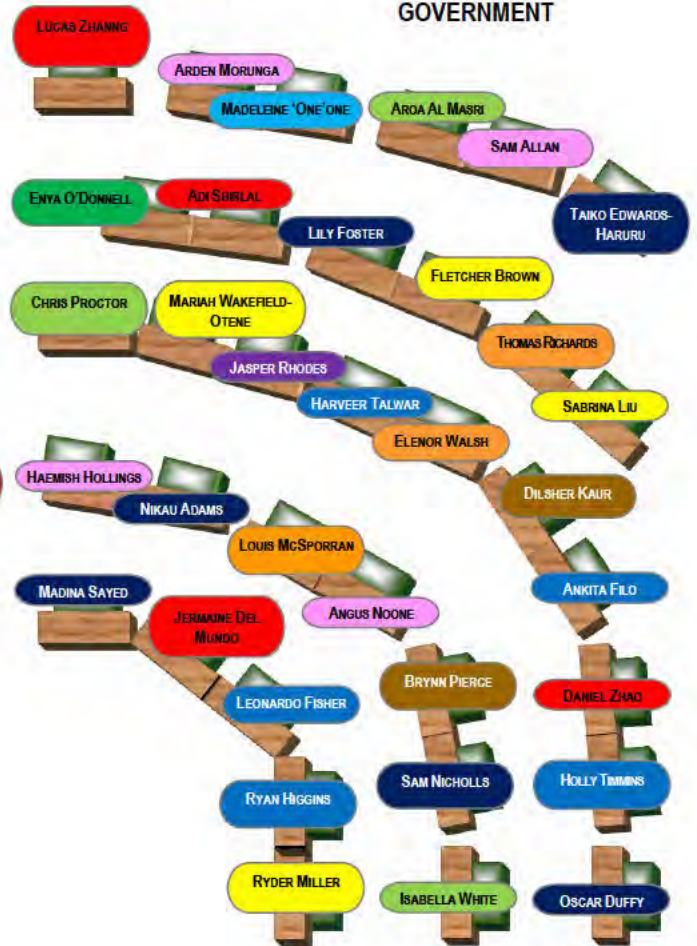 GOVERNMENT
LUCAS ZHANNG
ARDEN MORUNGA
MADELEINE ‘ONE’ONE
AROA AL MASRI
SAM ALLAN
TAIKO EDWARDS-
HARURU
ENYA O’DONNELL
ADI SBIRLAL
LILY FOSTER
FLETCHER BROWN
THOMAS RICHARDS
SABRINA LIU
CHRIS PROCTOR
MARIAH WAKEFIELD-
OTENE
JASPER RHODES
HARVEER TALWAR
ELENOR WALSH
DILSHER KAUR
ANKITA FILO
HAEMISH HOLLINGS
NIKAU ADAMS
LOUIS MCSPORRAN
ANGUS NOONE
MADINA SAYED
JERMAINE DEL
MUNDO
LEONARDO FISHER
BRYNN PIERCE
DANIEL ZHAO
RYAN HIGGINS
SAM NICHOLLS
HOLLY TIMMINS
RYDER MILLER
ISABELLA WHITE
OSCAR DUFFY